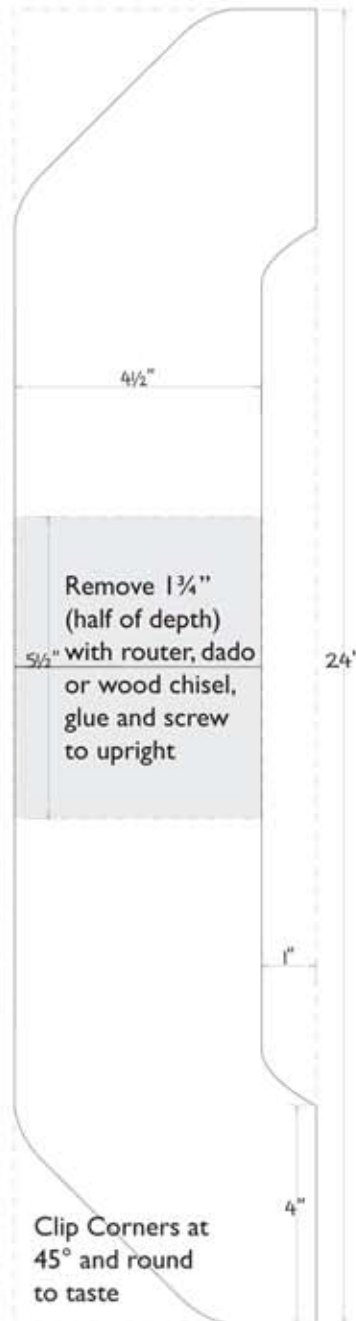 4½"
Remove 1¾”
(half of depth)
5½" with router, dado
or wood chisel,
glue and screw
to upright
24"
1"
4"
Clip Corners at
45° and round
to taste